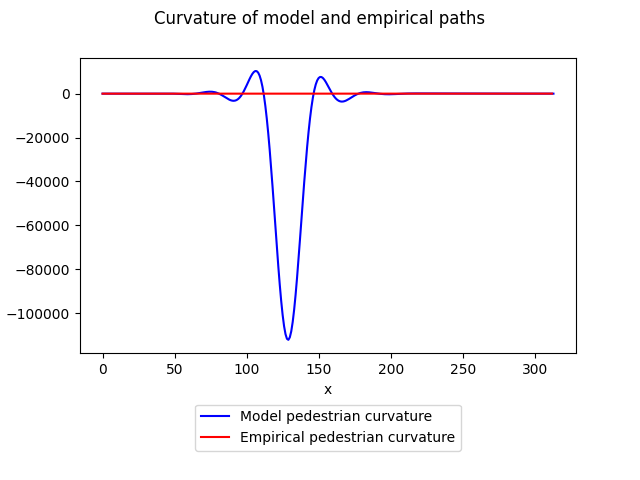 Curvature of model and empirical paths
0
−20000
−40000
−60000
−80000
−100000
0 50 100 150 200 250 300
x
Model pedestrian curvature
Empirical pedestrian curvature